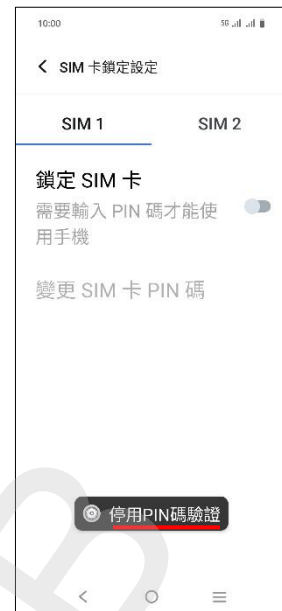 10:00
5G
SIM 卡鎖定設定
SIM 1 SIM 2
鎖定 SIM 卡
需要輸入 PIN 碼才能使
用手機
變更 SIM 卡 PIN 碼
停用PIN碼驗證